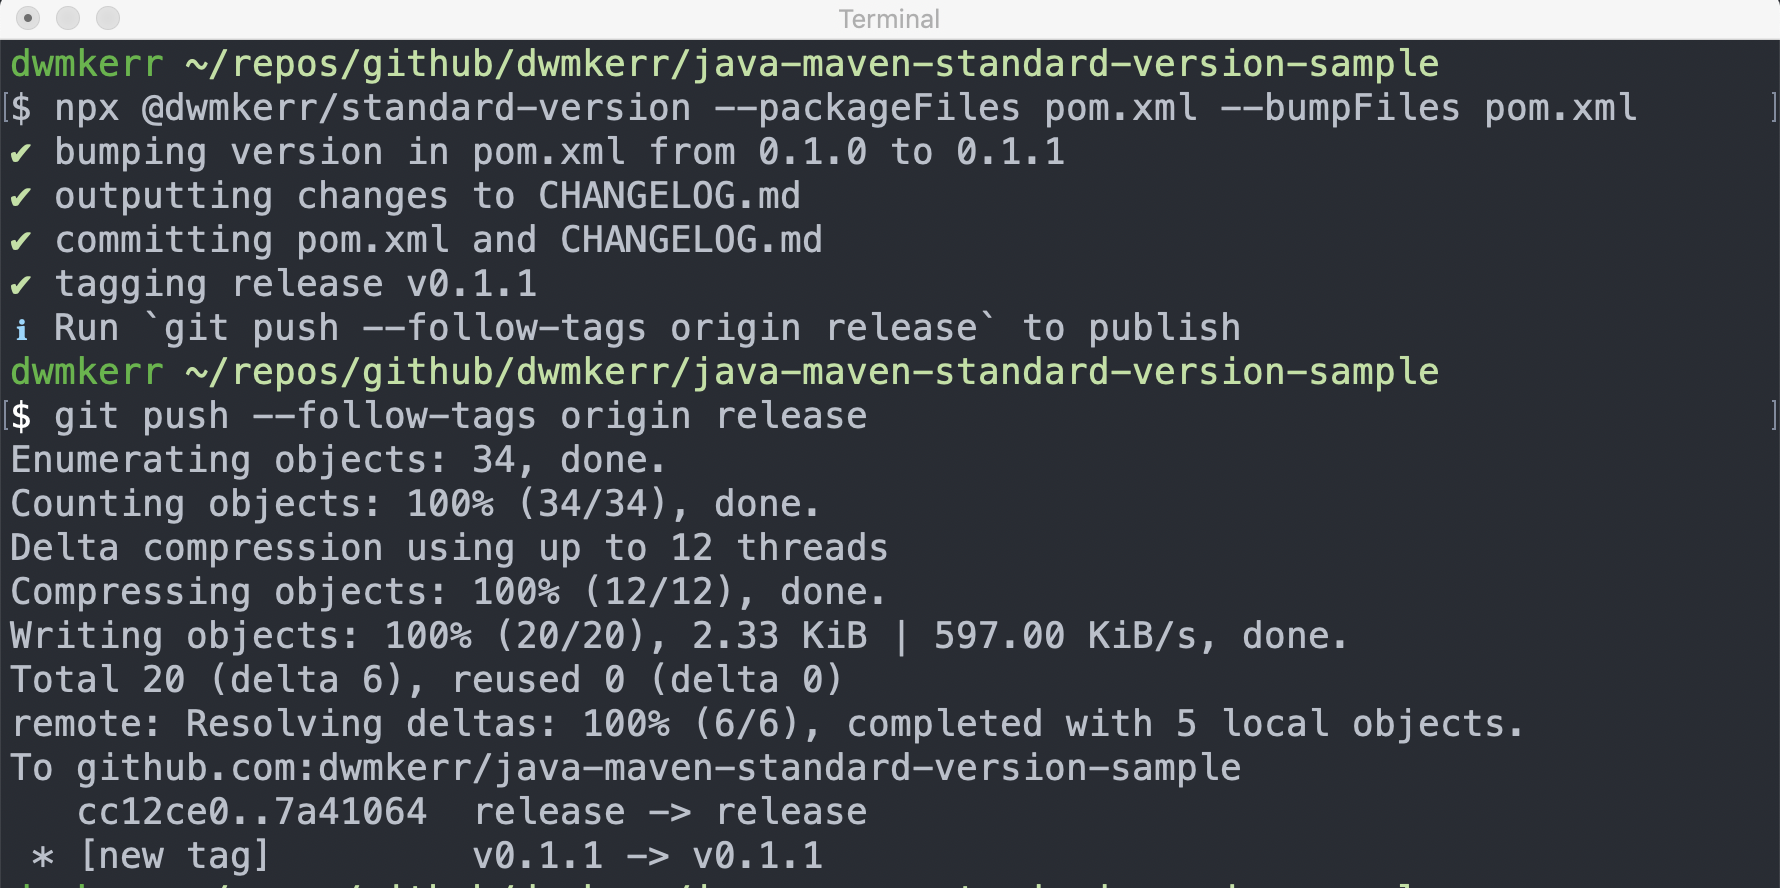 Terminal
dwmkerr ~/repos/github/dwmkerr/java-maven-standard-version-sample
[$ npx @dwmkerr/standard-version --packageFiles pom.xml --bumpFiles pom.xml ]
✔ bumping version in pom.xml from 0.1.0 to 0.1.1
✔ outputting changes to CHANGELOG.md
✔ committing pom.xml and CHANGELOG.md
✔ tagging release v0.1.1
ℹ Run `git push --follow-tags origin release` to publish
dwmkerr ~/repos/github/dwmkerr/java-maven-standard-version-sample
[$ git push --follow-tags origin release ]
Enumerating objects: 34, done.
Counting objects: 100% (34/34), done.
Delta compression using up to 12 threads
Compressing objects: 100% (12/12), done.
Writing objects: 100% (20/20), 2.33 KiB | 597.00 KiB/s, done.
Total 20 (delta 6), reused 0 (delta 0)
remote: Resolving deltas: 100% (6/6), completed with 5 local objects.
To github.com:dwmkerr/java-maven-standard-version-sample
cc12ce0..7a41064  release -> release
* [new tag]         v0.1.1 -> v0.1.1